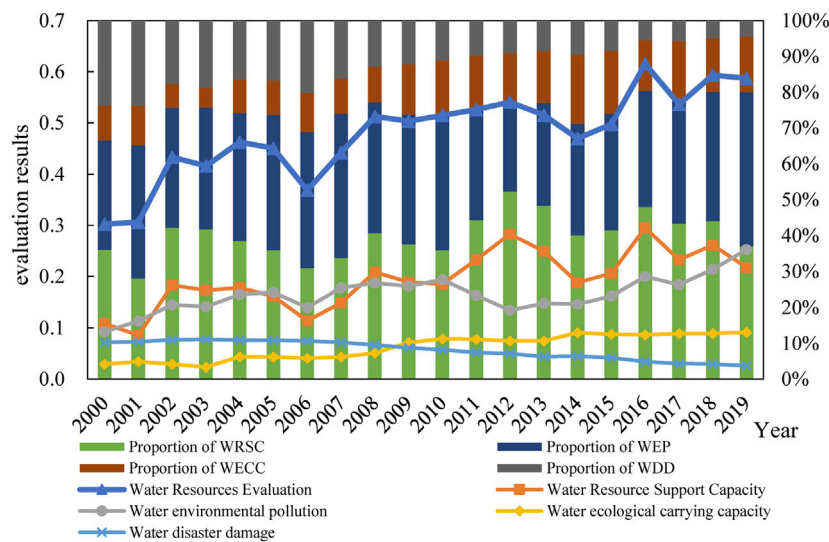 0.7 100%
90%
0.6
80%
0.5 70%
60%
0.4
50%
0.3 40%
0.2 30%
20%
0.1
10%
0.0 0%
evaluation results
2000 2001 2002 2003 2004 2005 2006 2007 2008 2009 2010 2011 2012 2013 2014 2015 2016 2017 2018 2019 Year
Proportion of WRSC Proportion of WEP
Proportion of WECC Proportion of WDD
Water Resources Evaluation Water Resource Support Capacity
Water environmental pollution Water ecological carrying capacity
Water disaster damage